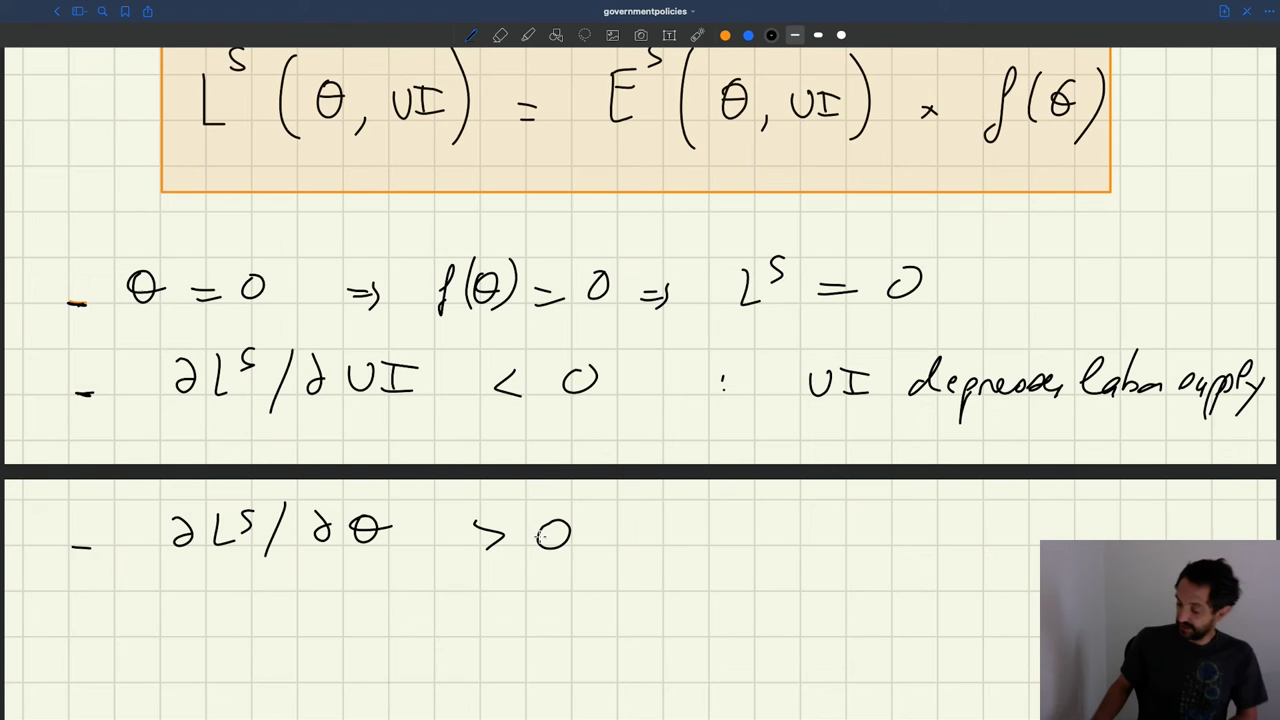 governmentpolicies
L^S (θ, UI) = E^S (θ, UI) × f(θ)
- θ = 0 ⇒ f(θ) = 0 ⇒ L^S = 0
- ∂L^S/∂UI < 0 : UI depresses labor supply
- ∂L^S/∂θ > 0